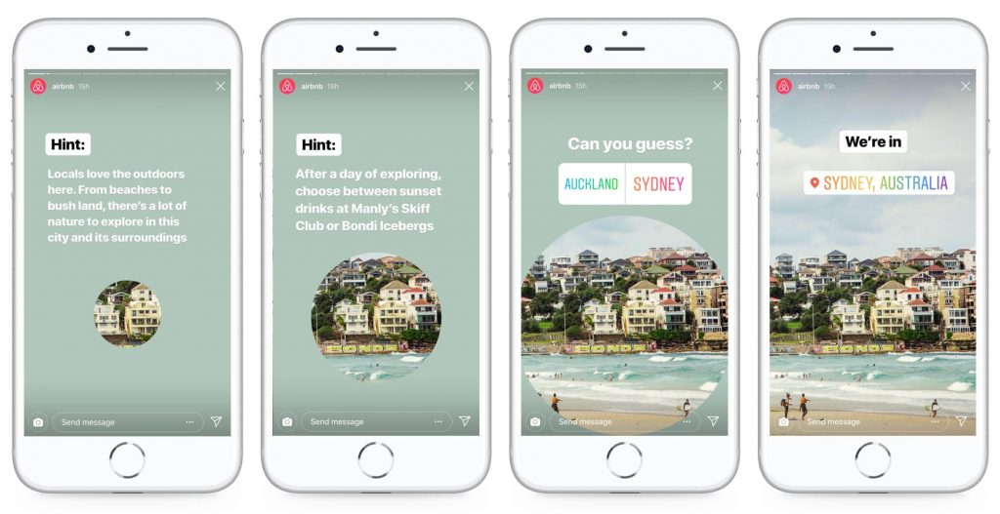 airbnb 15h
Hint:
Locals love the outdoors
here. From beaches to
bush land, there's a lot of
nature to explore in this
city and its surroundings
Send message
airbnb 15h
Hint:
After a day of exploring,
choose between sunset
drinks at Manly's Skiff
Club or Bondi Icebergs
BONDI
Send message
airbnb 15h
Can you guess?
AUCKLAND SYDNEY
BONDI
Send message
airbnb 15h
We're in
SYDNEY, AUSTRALIA
BONDI
Send message